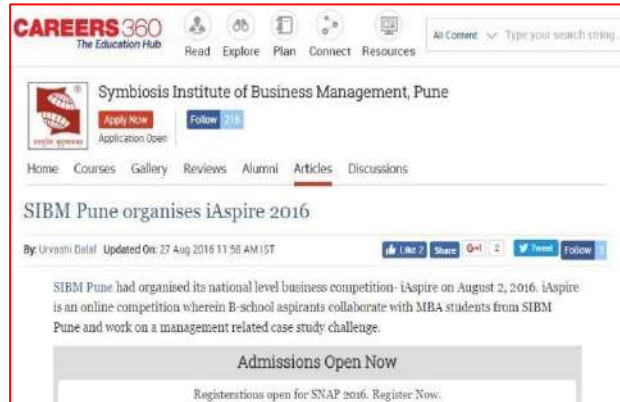 CAREERS 360
The Education Hub
Read Explore Plan Connect Resources
All Content Type your search string..
Symbiosis Institute of Business Management, Pune
Apply Now Follow 216
Application Open
Home Courses Gallery Reviews Alumni Articles Discussions
SIBM Pune organises iAspire 2016
By: Urvashi Dalal Updated On: 27 Aug 2016 11:58 AM IST
Like 2 Share G+1 2 Tweet Follow
SIBM Pune had organised its national level business competition- iAspire on August 2, 2016. iAspire
is an online competition wherein B-school aspirants collaborate with MBA students from SIBM
Pune and work on a management related case study challenge.
Admissions Open Now
Registerations open for SNAP 2016. Register Now.